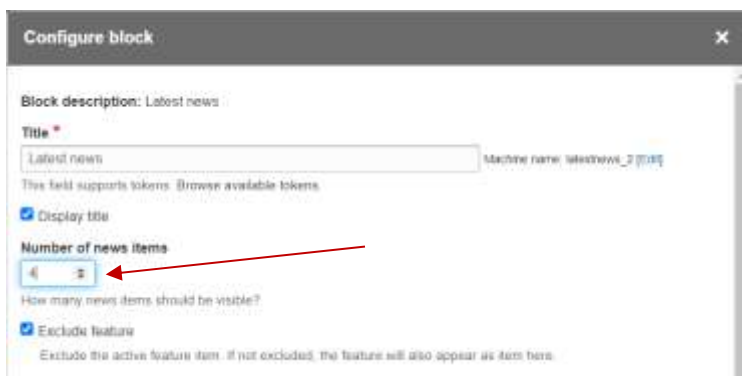 Configure block
Block description: Latest news
Title *
Latest news Machine name: latestnews_2 [Edit]
This field supports tokens. Browse available tokens.
Display title
Number of news items
4
How many news items should be visible?
Exclude feature
Exclude the active feature item. If not excluded, the feature will also appear as item here.